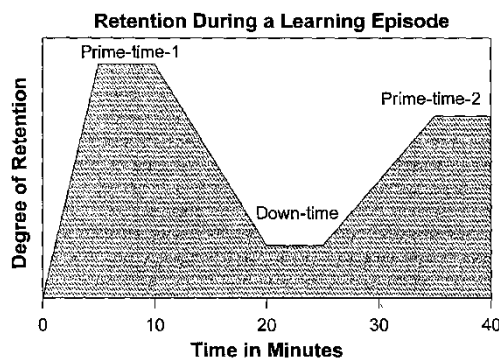 Retention During a Learning Episode
Prime-time-1
Prime-time-2
Down-time
Degree of Retention
0 10 20 30 40
Time in Minutes